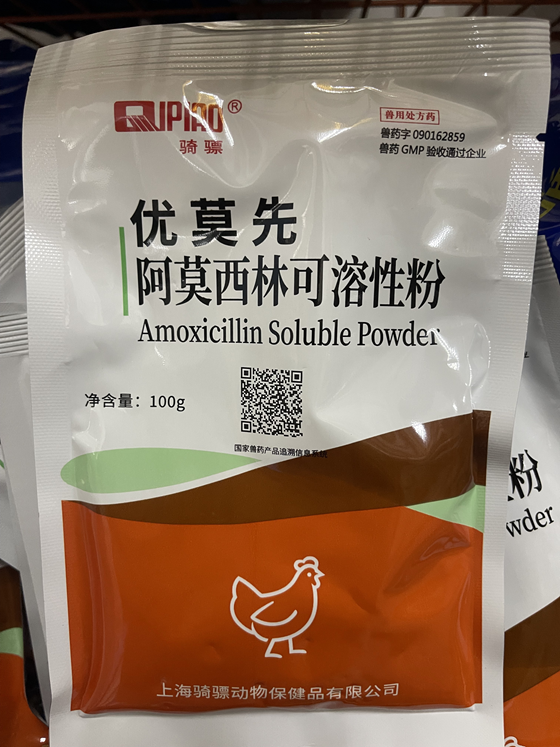 QIPIAO®
骑骠
兽用处方药
兽药字 090162859
兽药 GMP 验收通过企业
优莫先
阿莫西林可溶性粉
Amoxicillin Soluble Powder
净含量：100g
国家兽药产品追溯信息系统
粉
wder
上海骑骠动物保健品有限公司